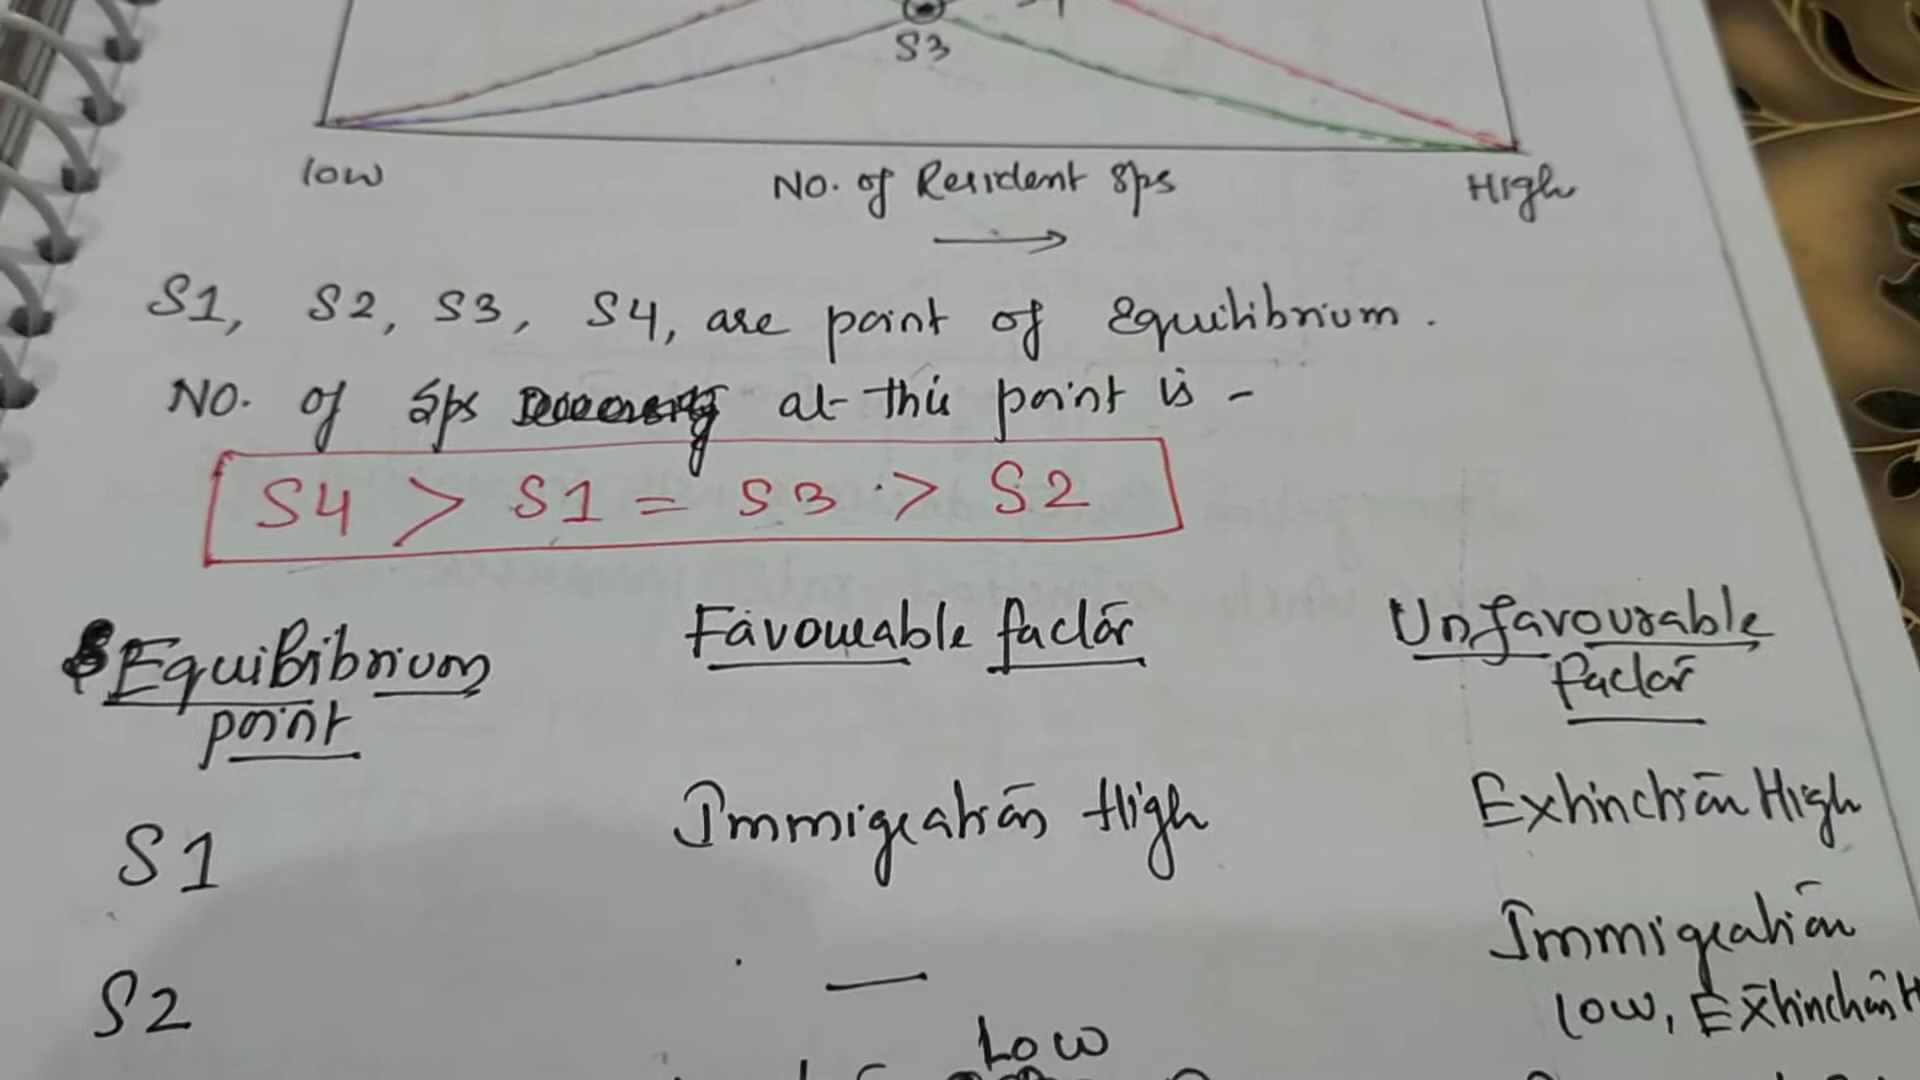 S3
low
NO. of Resident Sps
High
S1, S2, S3, S4, are point of Equilibrium.
NO. of Sps at this point is -
S4 > S1 = S3 > S2
Equilibrium point
Favourable factor
Unfavourable factor
S1
Immigration High
Extinction High
S2
—
Immigration
low, Extinction H
Low